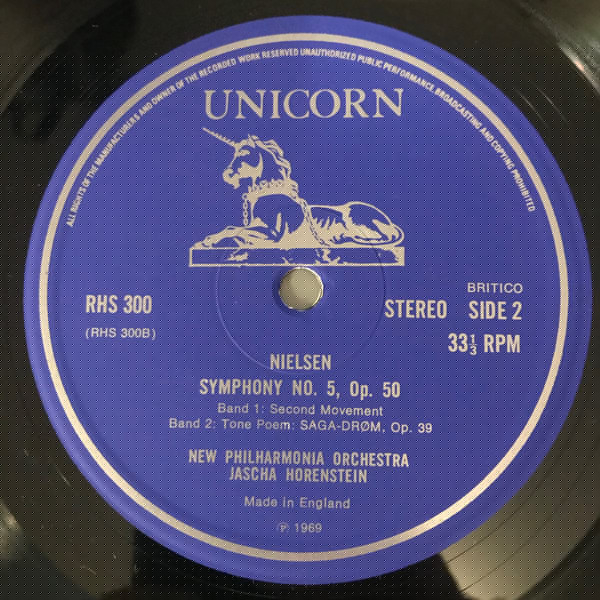 ALL RIGHTS OF THE MANUFACTURERS AND OWNER OF THE RECORDED WORK RESERVED UNAUTHORIZED PUBLIC PERFORMANCE, BROADCASTING AND COPYING PROHIBITED
UNICORN
RHS 300
(RHS 300B)
BRITICO
STEREO SIDE 2
33⅓ RPM
NIELSEN
SYMPHONY NO. 5, Op. 50
Band 1: Second Movement
Band 2: Tone Poem: SAGA-DRØM, Op. 39
NEW PHILHARMONIA ORCHESTRA
JASCHA HORENSTEIN
Made in England
℗ 1969